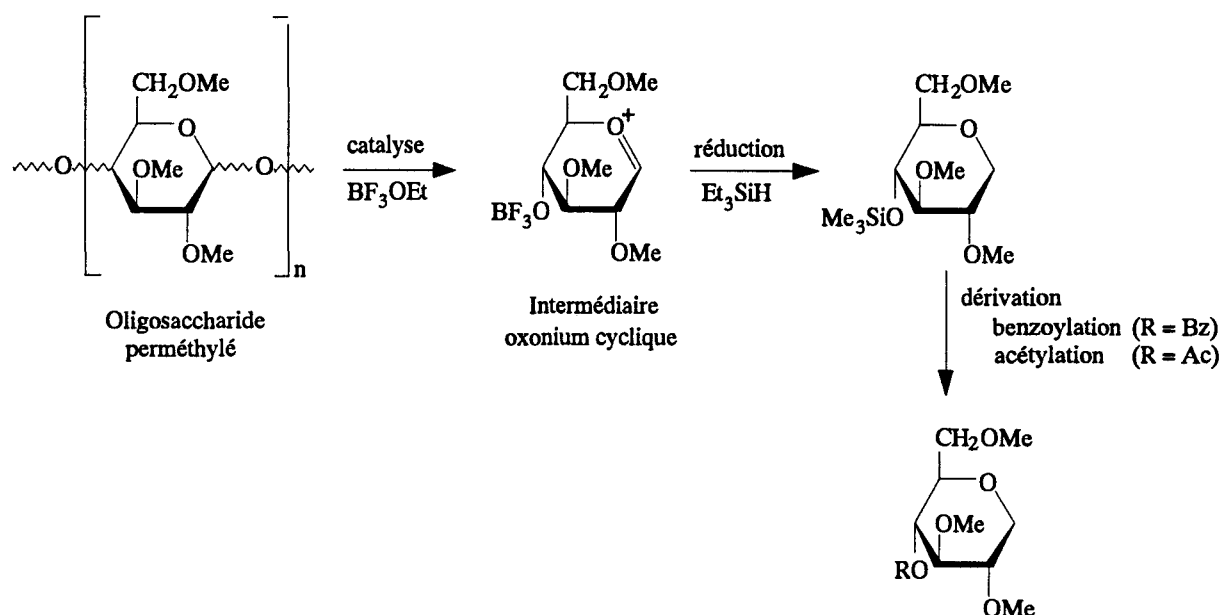 CH2OMe
O
O
OMe
O
OMe
n
Oligosaccharide
perméthylé
catalyse
BF3OEt
CH2OMe
O+
OMe
BF3O
OMe
Intermédiaire
oxonium cyclique
réduction
Et3SiH
CH2OMe
O
OMe
Me3SiO
OMe
dérivation
benzoylation (R = Bz)
acétylation (R = Ac)
CH2OMe
O
OMe
RO
OMe